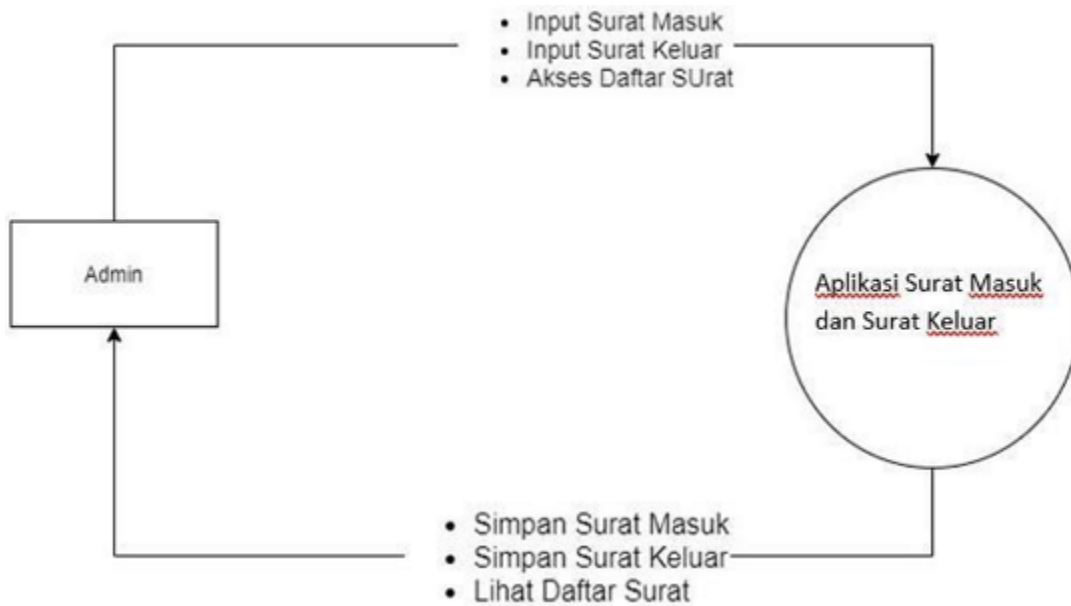 • Input Surat Masuk
• Input Surat Keluar
• Akses Daftar SUrat
Admin
Aplikasi Surat Masuk
dan Surat Keluar
• Simpan Surat Masuk
• Simpan Surat Keluar
• Lihat Daftar Surat